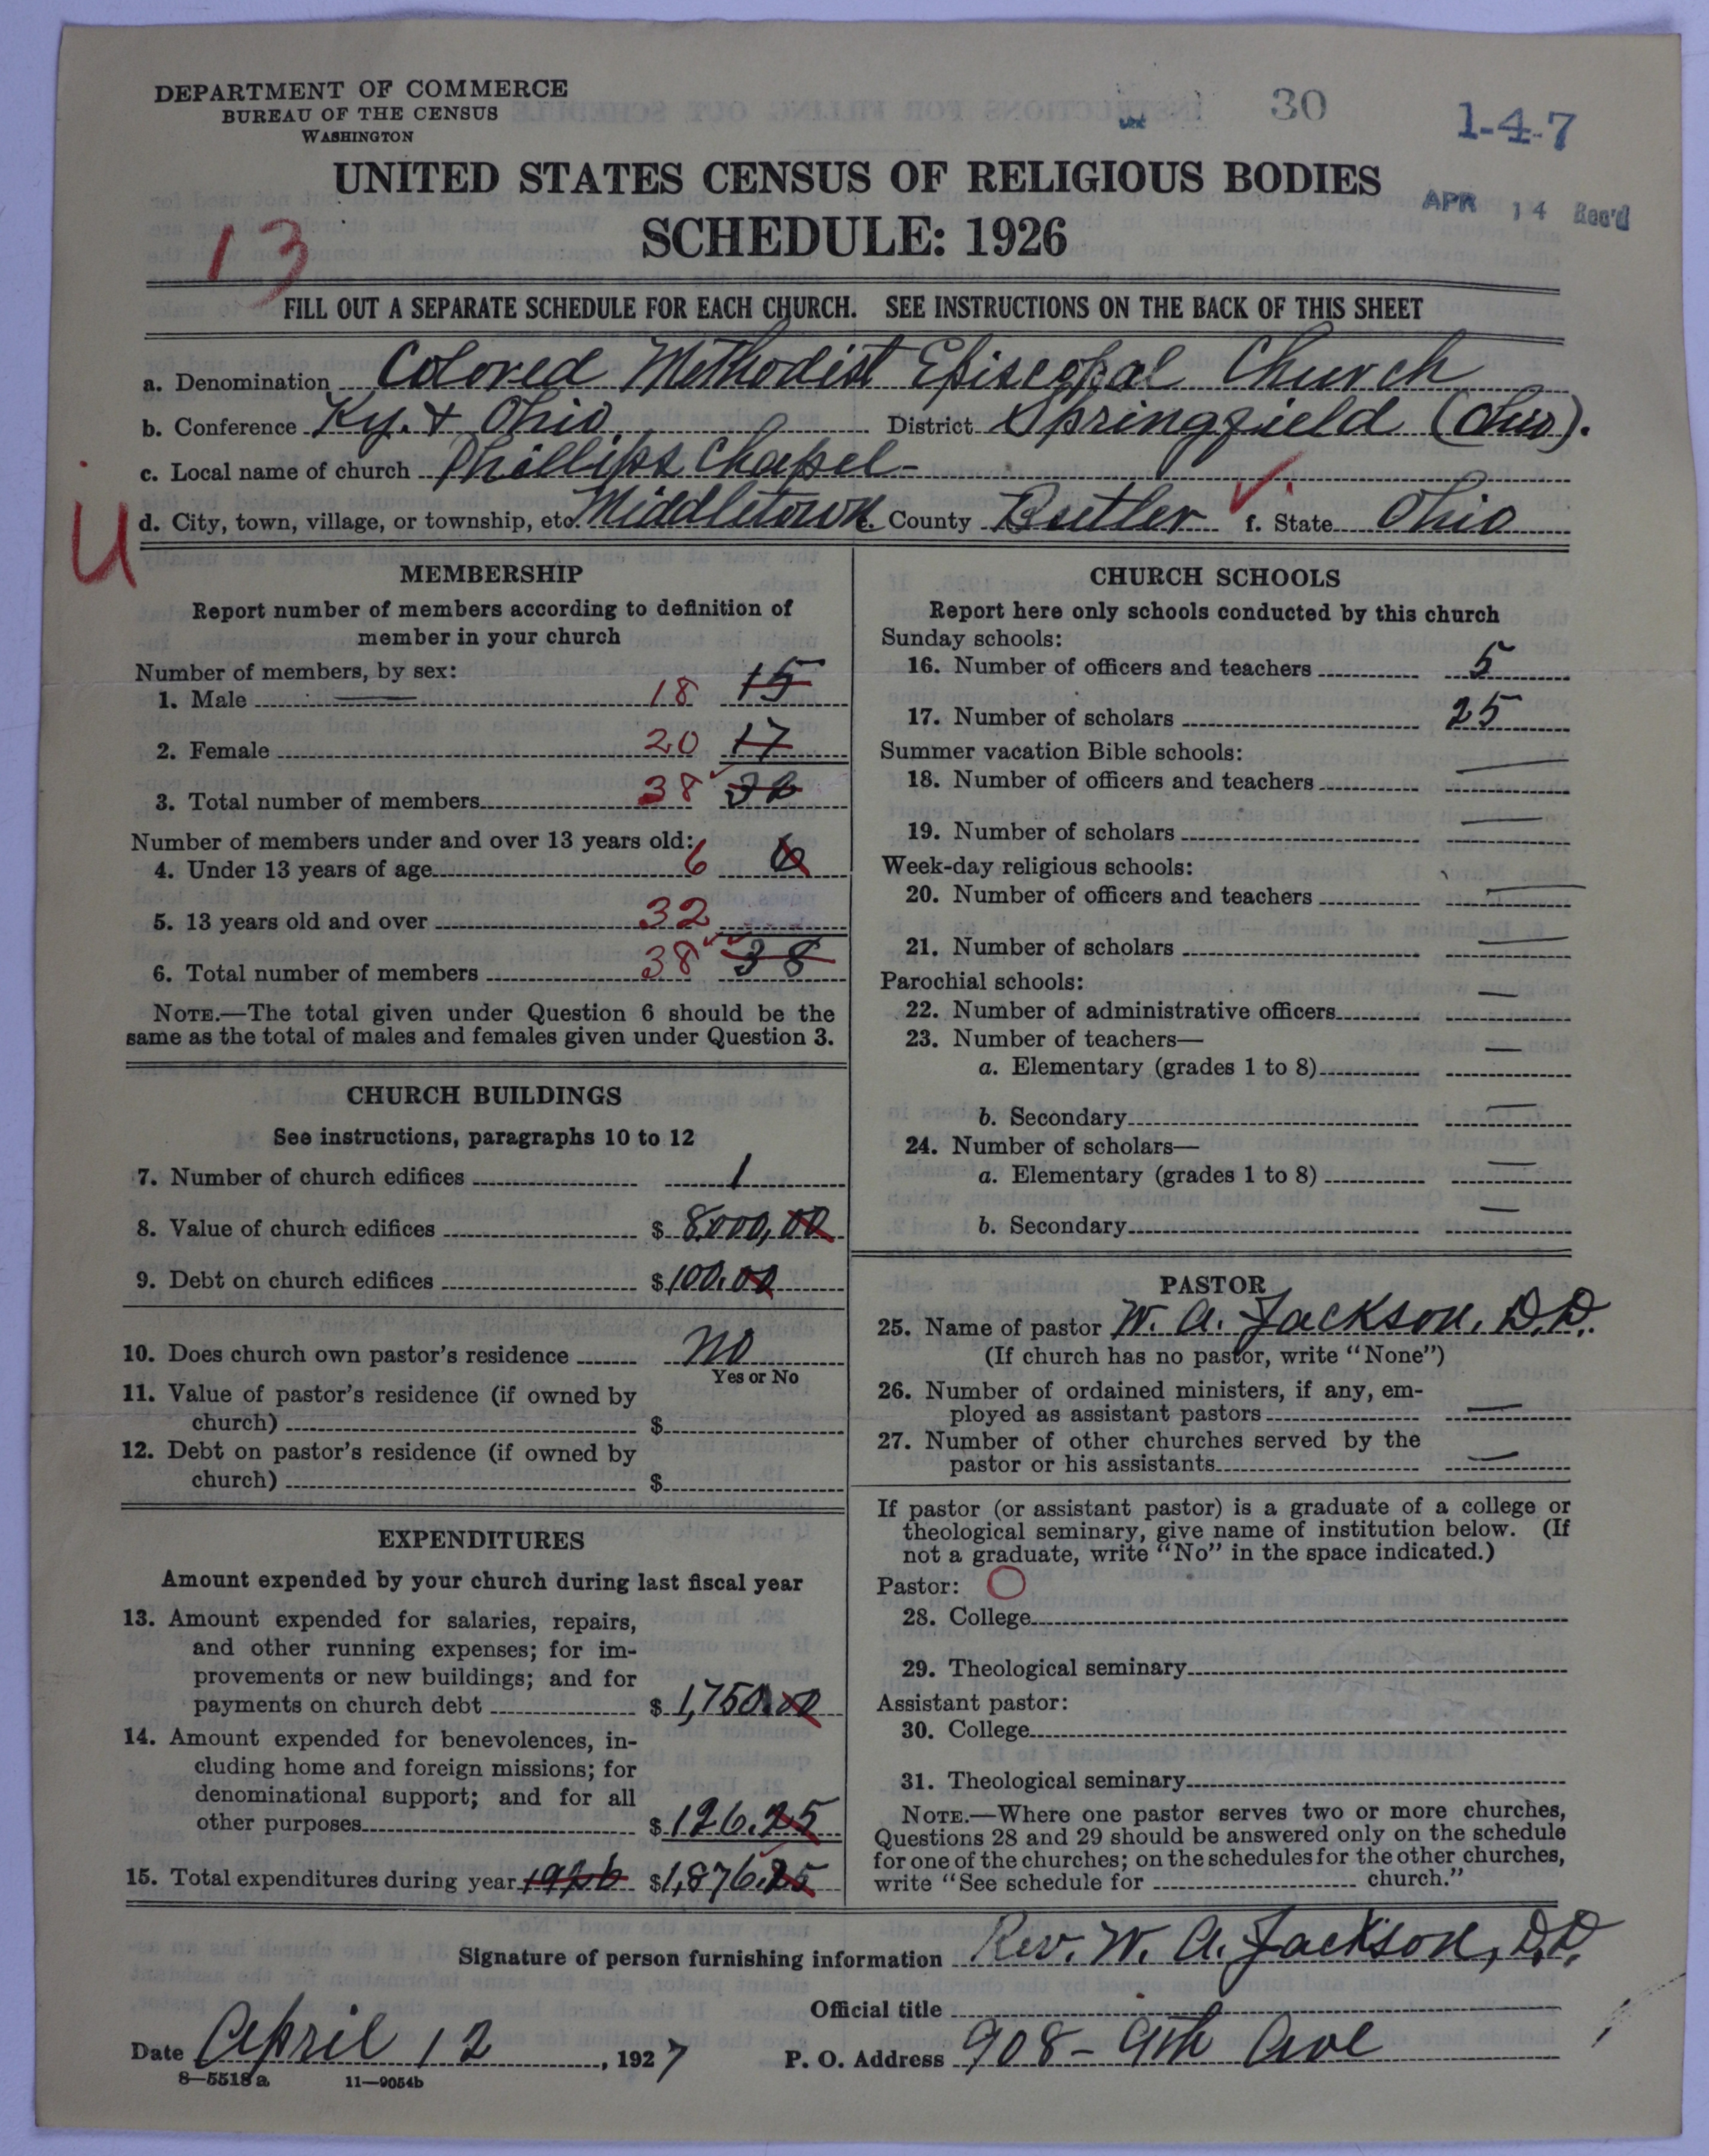 DEPARTMENT OF COMMERCE
BUREAU OF THE CENSUS
WASHINGTON
30
1-4-7
UNITED STATES CENSUS OF RELIGIOUS BODIES
SCHEDULE: 1926
APR 14 Rec'd
13
FILL OUT A SEPARATE SCHEDULE FOR EACH CHURCH. SEE INSTRUCTIONS ON THE BACK OF THIS SHEET
a. Denomination Colored Methodist Episcopal Church
b. Conference Ky. & Ohio District Springfield (Ohio).
c. Local name of church Phillips Chapel-
U
d. City, town, village, or township, etc. Middletown e. County Butler f. State Ohio
MEMBERSHIP
Report number of members according to definition of
member in your church
Number of members, by sex:
1. Male 18 15
2. Female 20 17
3. Total number of members 38
Number of members under and over 13 years old:
4. Under 13 years of age 6 6
5. 13 years old and over 32
6. Total number of members 38 38
NOTE.—The total given under Question 6 should be the
same as the total of males and females given under Question 3.
CHURCH BUILDINGS
See instructions, paragraphs 10 to 12
7. Number of church edifices 1
8. Value of church edifices $ 8,000,00
9. Debt on church edifices $ 100.00
10. Does church own pastor's residence no
Yes or No
11. Value of pastor's residence (if owned by
church) $
12. Debt on pastor's residence (if owned by
church) $
EXPENDITURES
Amount expended by your church during last fiscal year
13. Amount expended for salaries, repairs,
and other running expenses; for im-
provements or new buildings; and for
payments on church debt $ 1,750.00
14. Amount expended for benevolences, in-
cluding home and foreign missions; for
denominational support; and for all
other purposes $ 126.25
15. Total expenditures during year 1926 $ 1,876.25
CHURCH SCHOOLS
Report here only schools conducted by this church
Sunday schools:
16. Number of officers and teachers 5
17. Number of scholars 25
Summer vacation Bible schools:
18. Number of officers and teachers
19. Number of scholars
Week-day religious schools:
20. Number of officers and teachers
21. Number of scholars
Parochial schools:
22. Number of administrative officers
23. Number of teachers—
a. Elementary (grades 1 to 8)
b. Secondary
24. Number of scholars—
a. Elementary (grades 1 to 8)
b. Secondary
PASTOR
25. Name of pastor W. A. Jackson, D.D.
(If church has no pastor, write "None")
26. Number of ordained ministers, if any, em-
ployed as assistant pastors
27. Number of other churches served by the
pastor or his assistants
If pastor (or assistant pastor) is a graduate of a college or
theological seminary, give name of institution below. (If
not a graduate, write "No" in the space indicated.)
Pastor:
28. College
29. Theological seminary
Assistant pastor:
30. College
31. Theological seminary
NOTE.—Where one pastor serves two or more churches,
Questions 28 and 29 should be answered only on the schedule
for one of the churches; on the schedules for the other churches,
write "See schedule for church."
Signature of person furnishing information Rev. W. A. Jackson, D.D.
Official title
Date April 12, 1927 P. O. Address 908 - 9th Ave
8—5518a 11—9054b